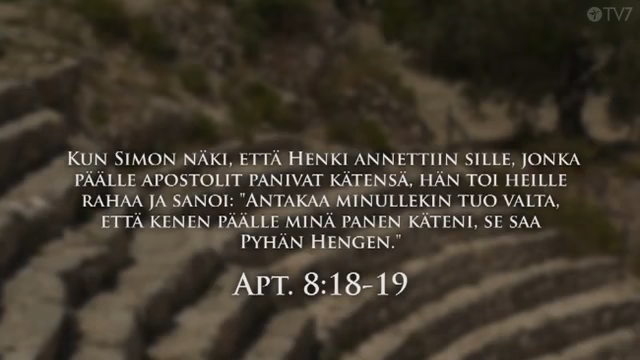 TV7
Kun Simon näki, että Henki annettiin sille, jonka
päälle apostolit panivat kätensä, hän toi heille
rahaa ja sanoi: "Antakaa minullekin tuo valta,
että kenen päälle minä panen käteni, se saa
Pyhän Hengen."
Apt. 8:18-19